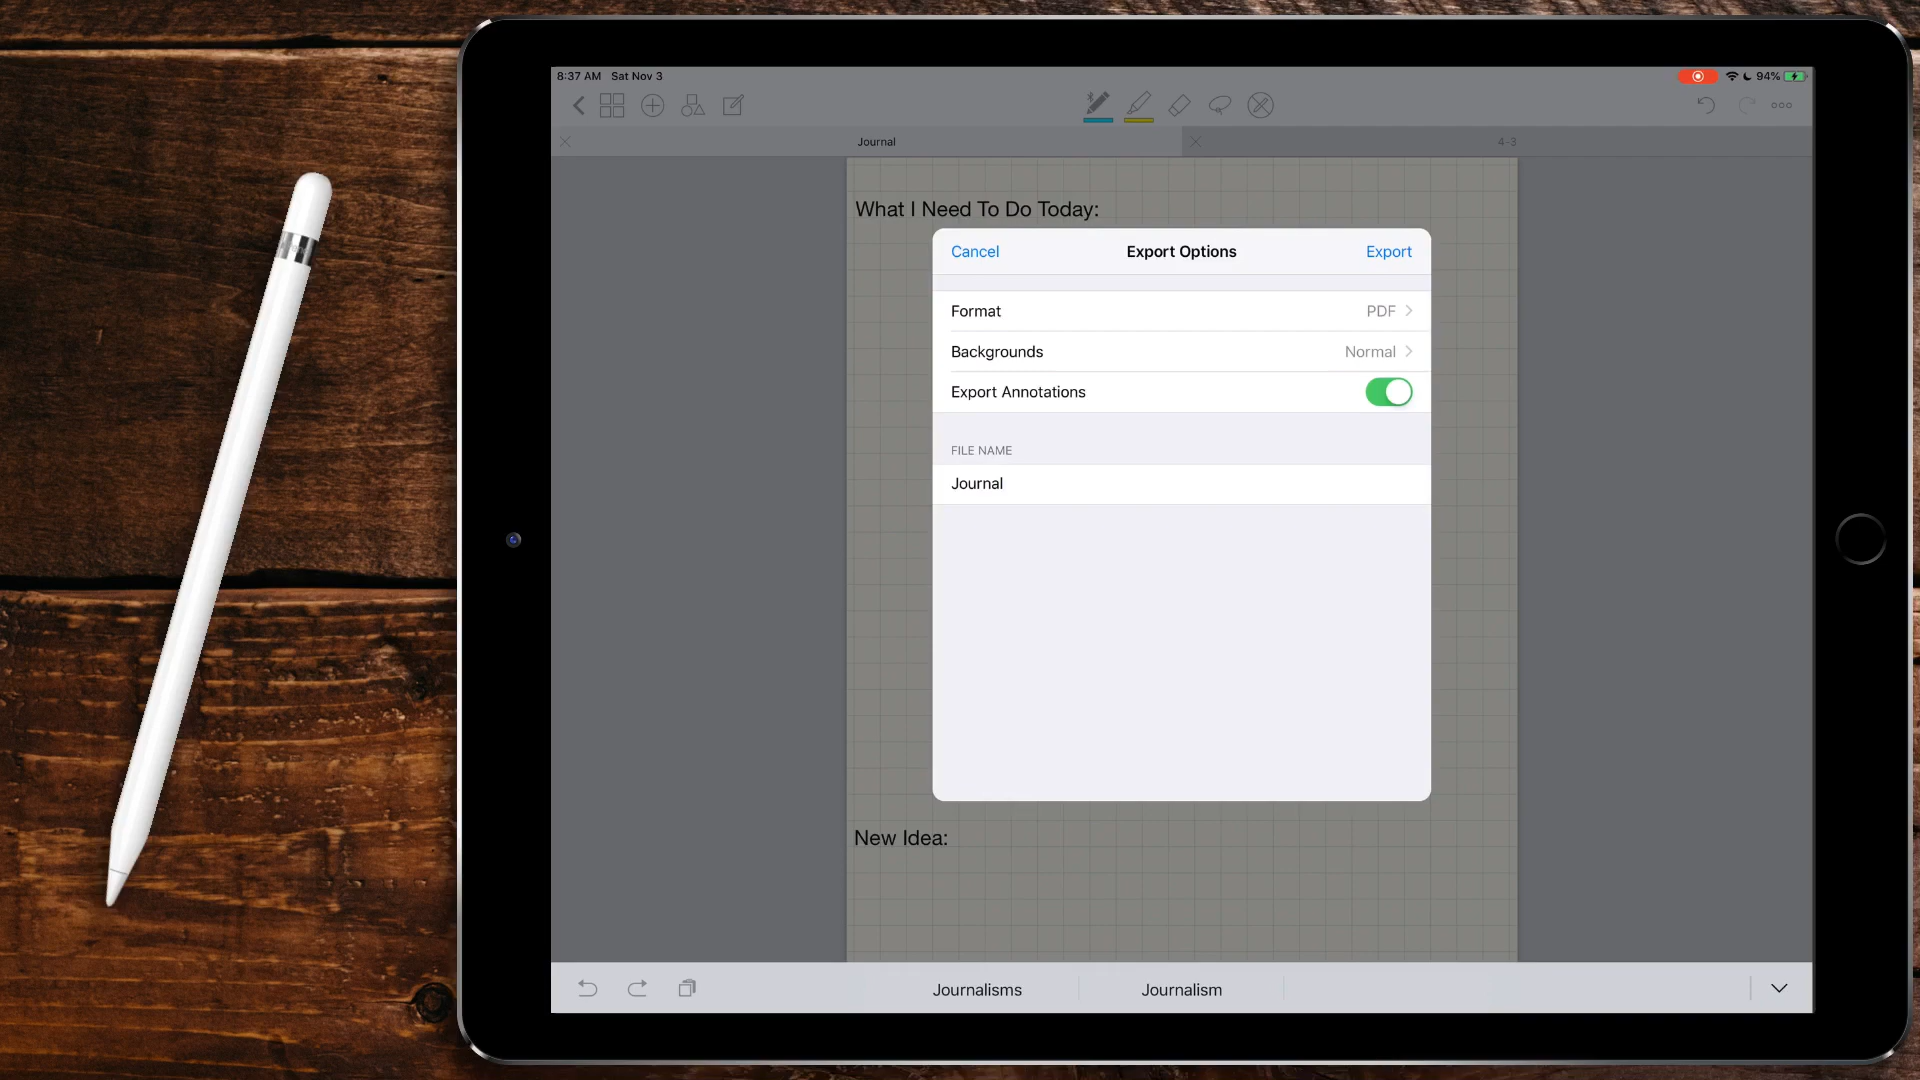 8:37 AM Sat Nov 3
94%
Journal
4-3
What I Need To Do Today:
Cancel
Export Options
Export
Format
PDF
Backgrounds
Normal
Export Annotations
FILE NAME
Journal
New Idea:
Journalisms
Journalism